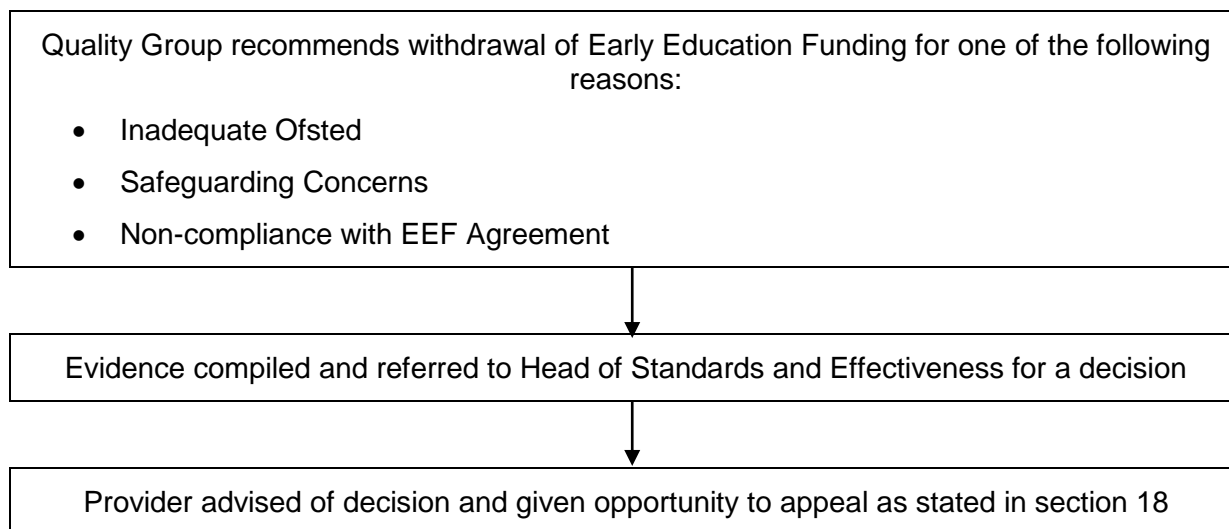 Quality Group recommends withdrawal of Early Education Funding for one of the following
reasons:
• Inadequate Ofsted
• Safeguarding Concerns
• Non-compliance with EEF Agreement
Evidence compiled and referred to Head of Standards and Effectiveness for a decision
Provider advised of decision and given opportunity to appeal as stated in section 18